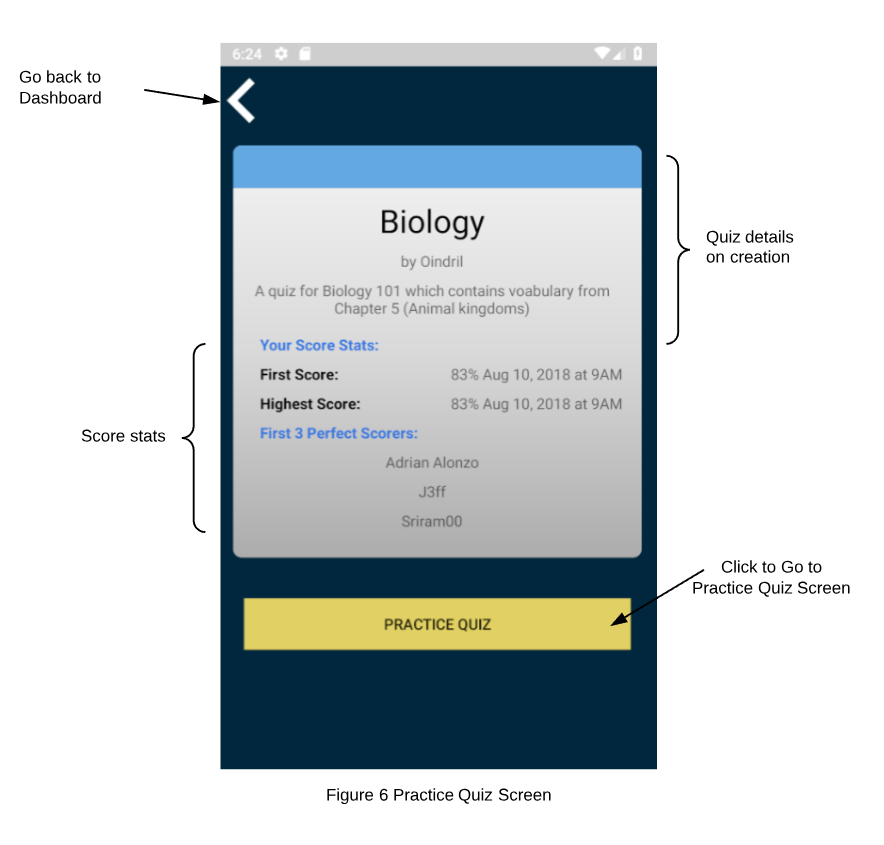 6:24
Go back to
Dashboard
Biology
by Oindril
A quiz for Biology 101 which contains voabulary from
Chapter 5 (Animal kingdoms)
Quiz details
on creation
Your Score Stats:
First Score: 83% Aug 10, 2018 at 9AM
Highest Score: 83% Aug 10, 2018 at 9AM
First 3 Perfect Scorers:
Score stats
Adrian Alonzo
J3ff
Sriram00
Click to Go to
Practice Quiz Screen
PRACTICE QUIZ
Figure 6 Practice Quiz Screen